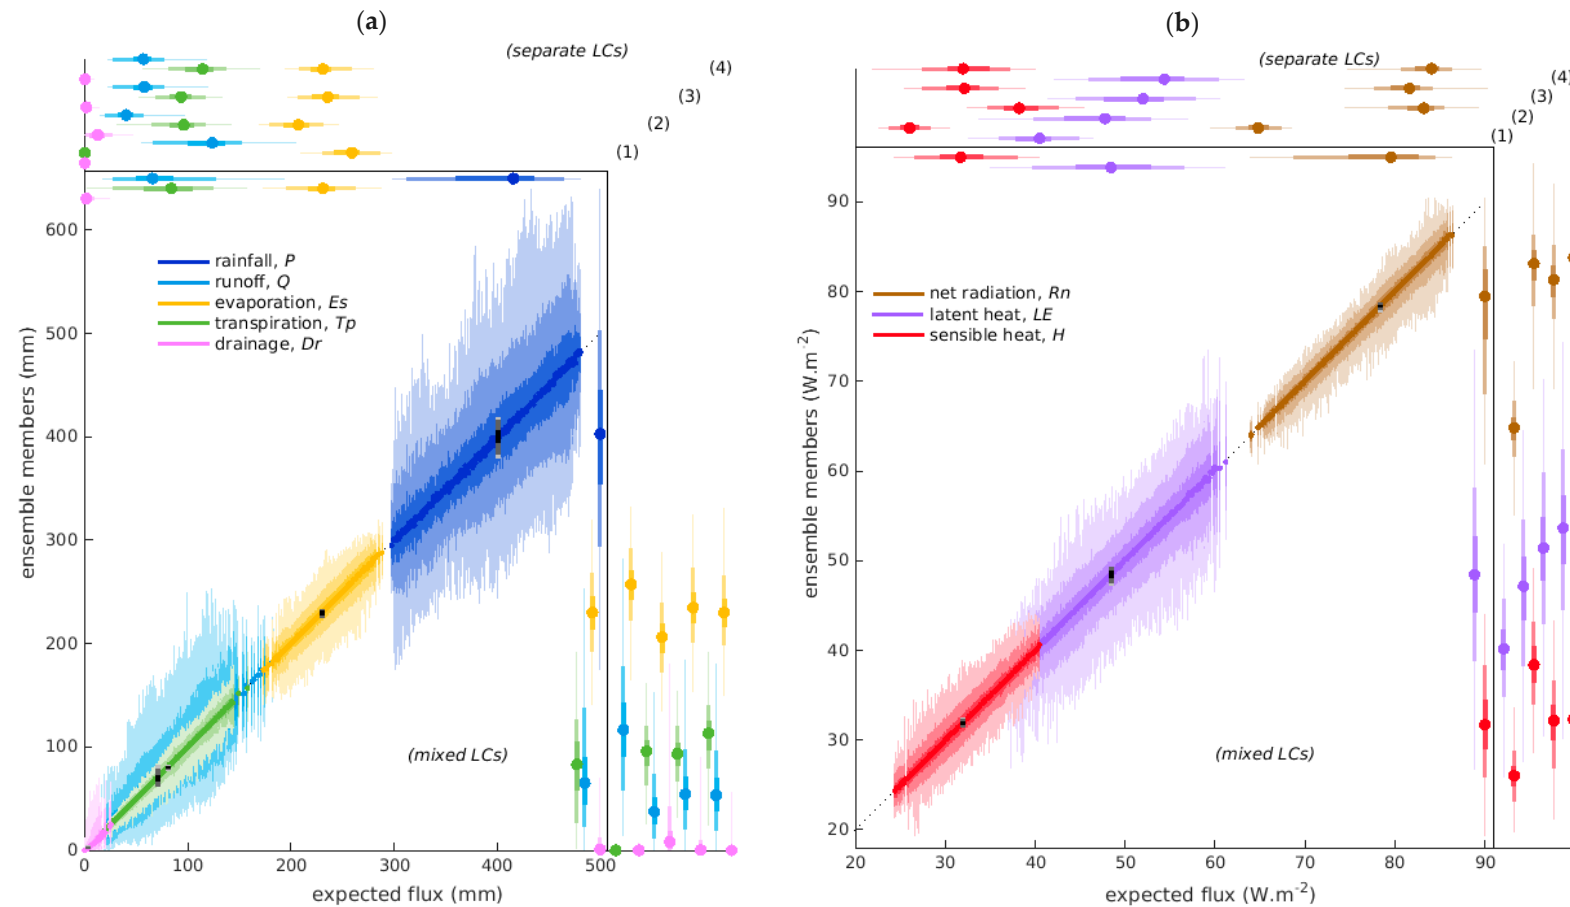 (a)
(separate LCs)
(4)
(3)
(2)
(1)
600
500
400
300
200
100
0
ensemble members (mm)
rainfall, P
runoff, Q
evaporation, Es
transpiration, Tp
drainage, Dr
(mixed LCs)
0 100 200 300 400 500
expected flux (mm)
(b)
(separate LCs)
(4)
(3)
(2)
(1)
90
80
70
60
50
40
30
20
ensemble members (W.m-2)
net radiation, Rn
latent heat, LE
sensible heat, H
(mixed LCs)
20 30 40 50 60 70 80 90
expected flux (W.m-2)